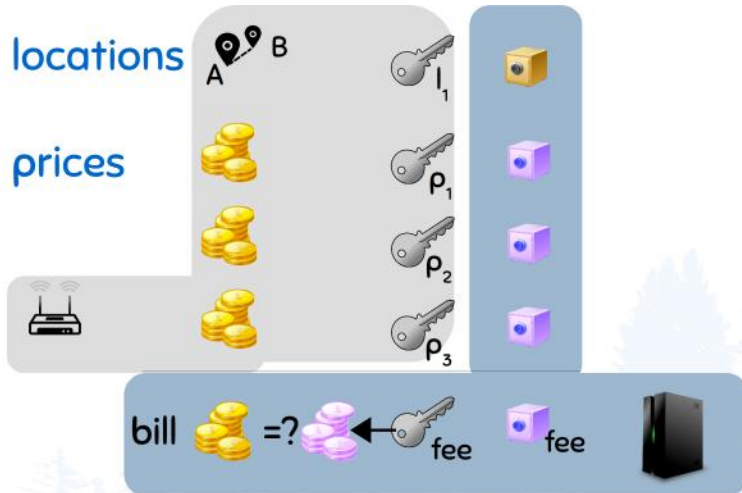 locations
A
B
l₁
prices
ρ₁
ρ₂
ρ₃
bill
=?
fee
fee